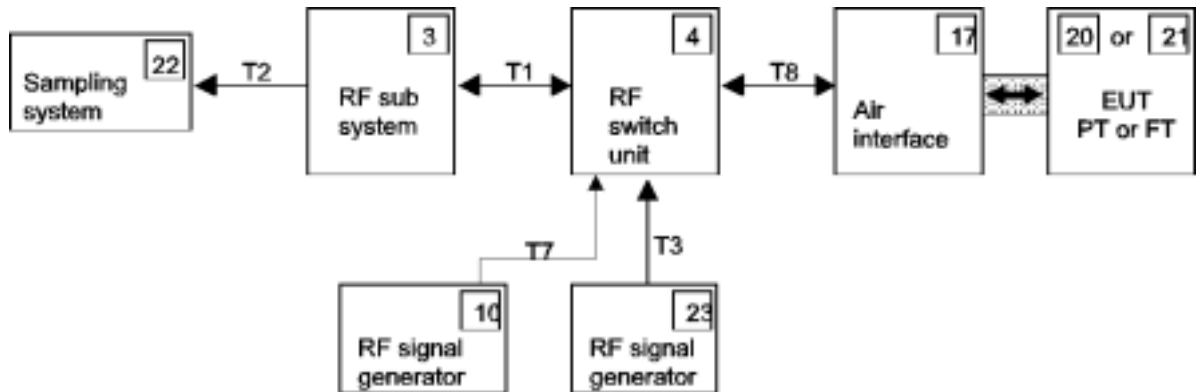 22
Sampling
system
T2
3
RF sub
system
T1
4
RF
switch
unit
T8
17
Air
interface
20 or 21
EUT
PT or FT
T7
T3
10
RF signal
generator
23
RF signal
generator